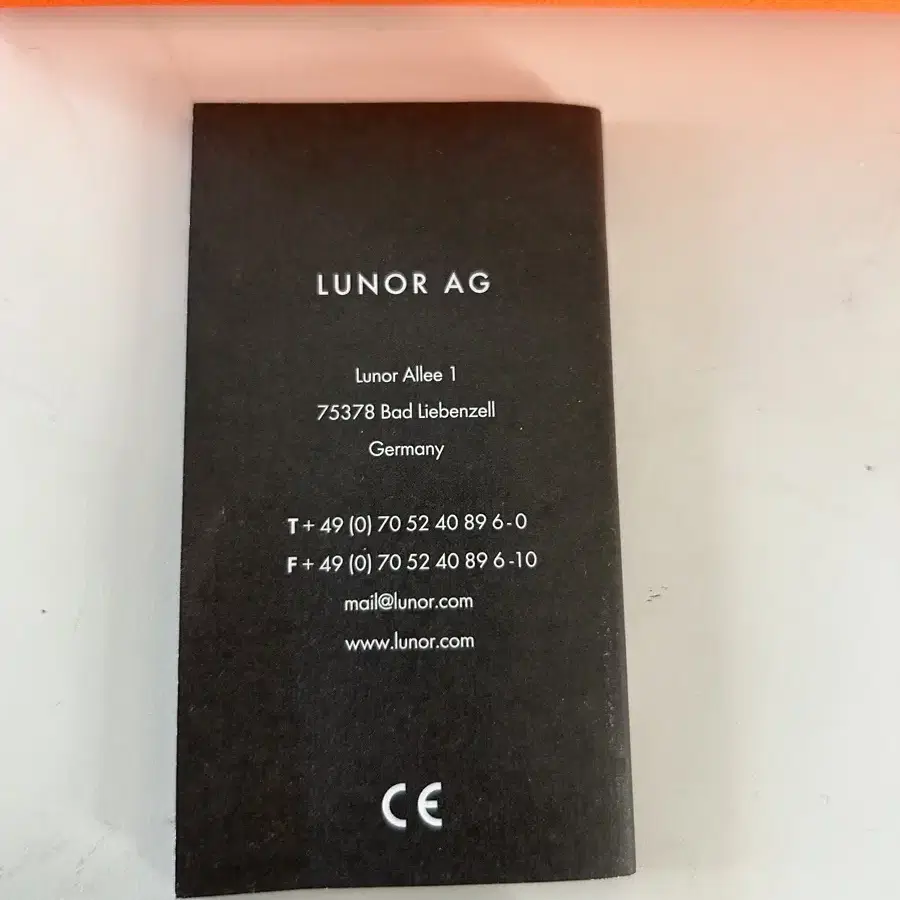 LUNOR AG
Lunor Allee 1
75378 Bad Liebenzell
Germany
T + 49 (0) 70 52 40 89 6-0
F + 49 (0) 70 52 40 89 6-10
mail@lunor.com
www.lunor.com
CE